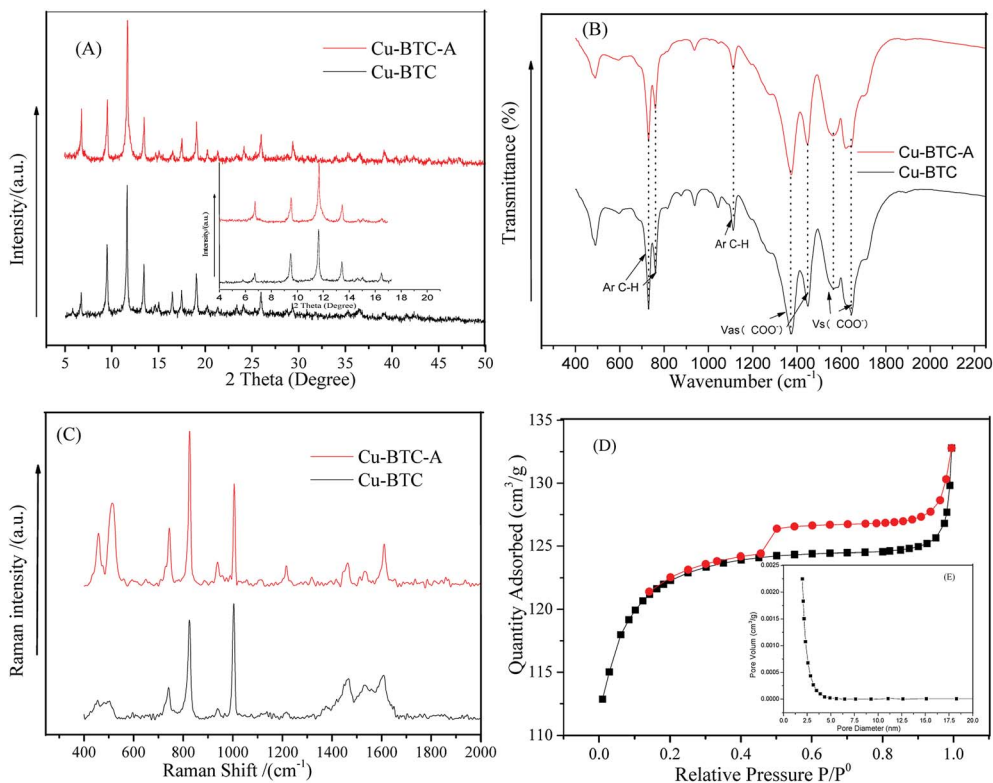 (A)
Cu-BTC-A
Cu-BTC
Intensity/(a.u.)
Intensity/(a.u.)
4 6 8 10 12 14 16 18 20
2 Theta (Degree)
5 10 15 20 25 30 35 40 45 50
2 Theta (Degree)
(B)
Transmittance (%)
Cu-BTC-A
Cu-BTC
Ar C-H
Ar C-H
Vas( COO-)
Vs( COO-)
400 600 800 1000 1200 1400 1600 1800 2000 2200
Wavenumber (cm-1)
(C)
Cu-BTC-A
Cu-BTC
Raman intensity /(a.u.)
400 600 800 1000 1200 1400 1600 1800 2000
Raman Shift /(cm-1)
(D)
Quantity Adsorbed (cm3/g )
135
130
125
120
115
110
0.0 0.2 0.4 0.6 0.8 1.0
Relative Pressure P/P0
(E)
Pore Volum (cm3/g)
0.0025
0.0020
0.0015
0.0010
0.0005
0.0000
0.0 2.5 5.0 7.5 10.0 12.5 15.0 17.5 20.0
Pore Diameter (nm)